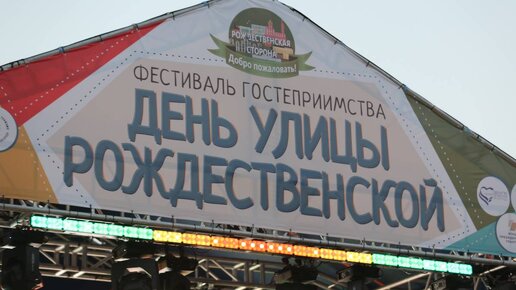 РОЖДЕСТВЕНСКАЯ
СТОРОНА
Добро пожаловать!
ФЕСТИВАЛЬ ГОСТЕПРИИМСТВА
ДЕНЬ УЛИЦЫ
РОЖДЕСТВЕНСКОЙ